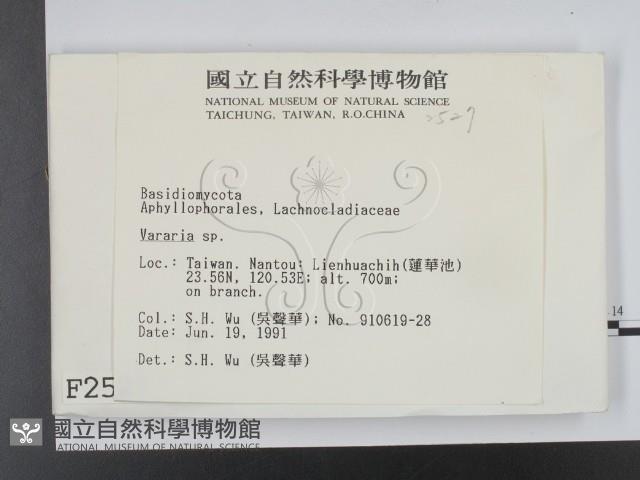 國立自然科學博物館
NATIONAL MUSEUM OF NATURAL SCIENCE
TAICHUNG, TAIWAN, R.O.CHINA
2527
Basidiomycota
Aphyllophorales, Lachnocladiaceae
Vararia sp.
Loc.: Taiwan. Nantou: Lienhuachih(蓮華池)
23.56N, 120.53E; alt. 700m;
on branch.
Col.: S.H. Wu (吳聲華); No. 910619-28
Date: Jun. 19, 1991
Det.: S.H. Wu (吳聲華)
F25
14
國立自然科學博物館
NATIONAL MUSEUM OF NATURAL SCIENCE